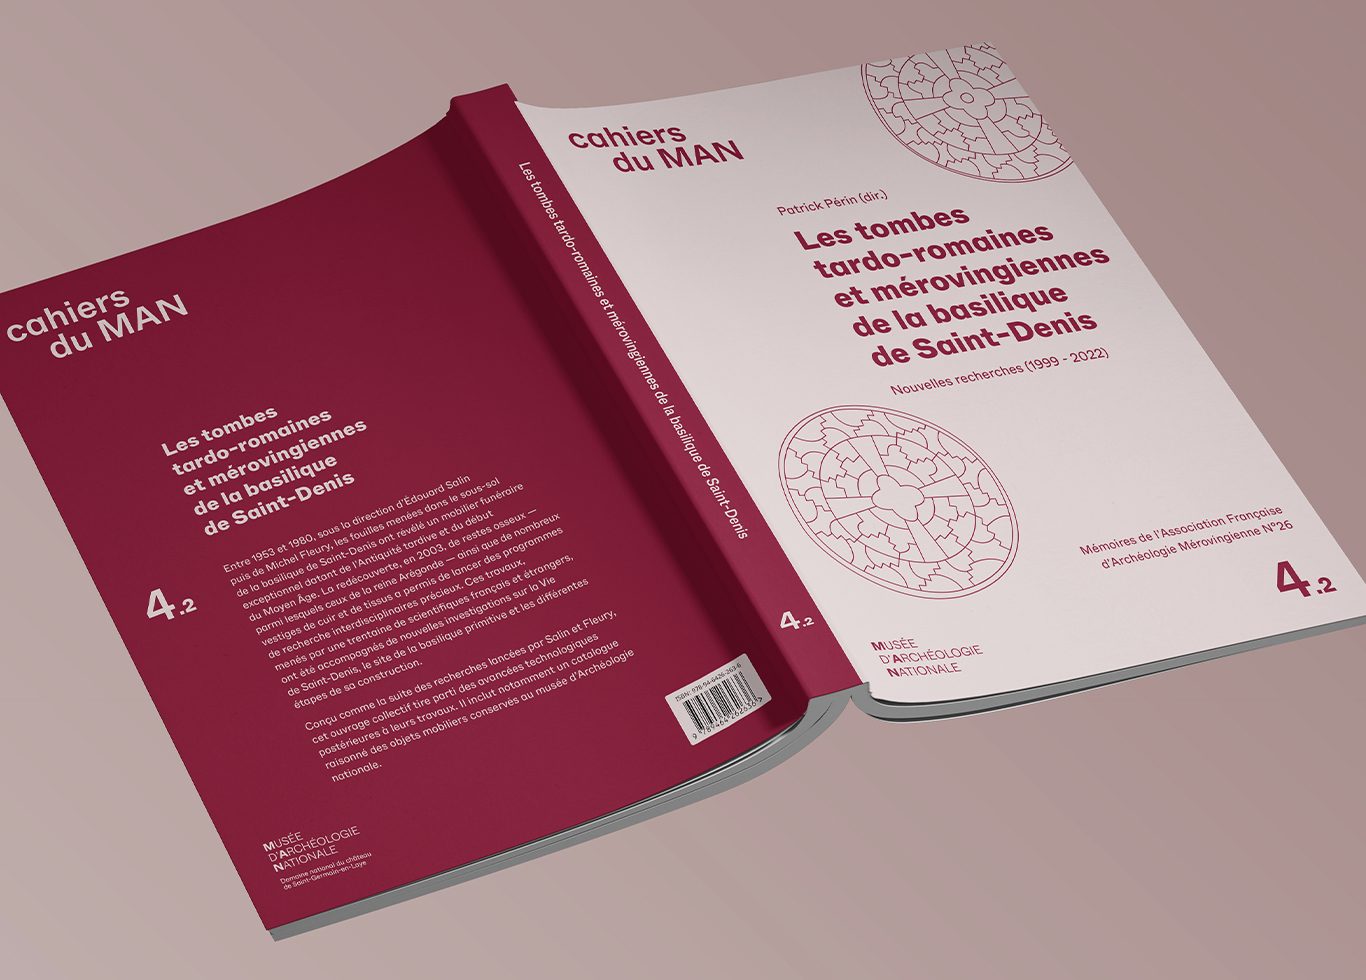 cahiers
du MAN
Les tombes
tardo-romaines
et mérovingiennes
de la basilique
de Saint-Denis
Entre 1953 et 1980, sous la direction d'Édouard Salin
puis de Michel Fleury, les fouilles menées dans le sous-sol
de la basilique de Saint-Denis ont révélé un mobilier funéraire
exceptionnel datant de l'Antiquité tardive et du début
du Moyen Âge. La redécouverte, en 2003, de restes osseux —
parmi lesquels ceux de la reine Arégonde — ainsi que de nombreux
vestiges de cuir et de tissus a permis de lancer des programmes
de recherche interdisciplinaires précieux. Ces travaux,
menés par une trentaine de scientifiques français et étrangers,
ont été accompagnés de nouvelles investigations sur la Vie
de Saint-Denis, le site de la basilique primitive et les différentes
étapes de sa construction.
Conçu comme la suite des recherches lancées par Salin et Fleury,
cet ouvrage collectif tire parti des avancées technologiques
postérieures à leurs travaux. Il inclut notamment un catalogue
raisonné des objets mobiliers conservés au musée d'Archéologie
nationale.
4.2
MUSÉE
D'ARCHÉOLOGIE
NATIONALE
Domaine national du château
de Saint-Germain-en-Laye
ISBN: 978-94-6426-263-6
9 789464 262636 >
Les tombes tardo-romaines et mérovingiennes de la basilique de Saint-Denis
4.2
cahiers
du MAN
Patrick Périn (dir.)
Les tombes
tardo-romaines
et mérovingiennes
de la basilique
de Saint-Denis
Nouvelles recherches (1999 - 2022)
Mémoires de l'Association Française
d'Archéologie Mérovingienne N°26
4.2
MUSÉE
D'ARCHÉOLOGIE
NATIONALE